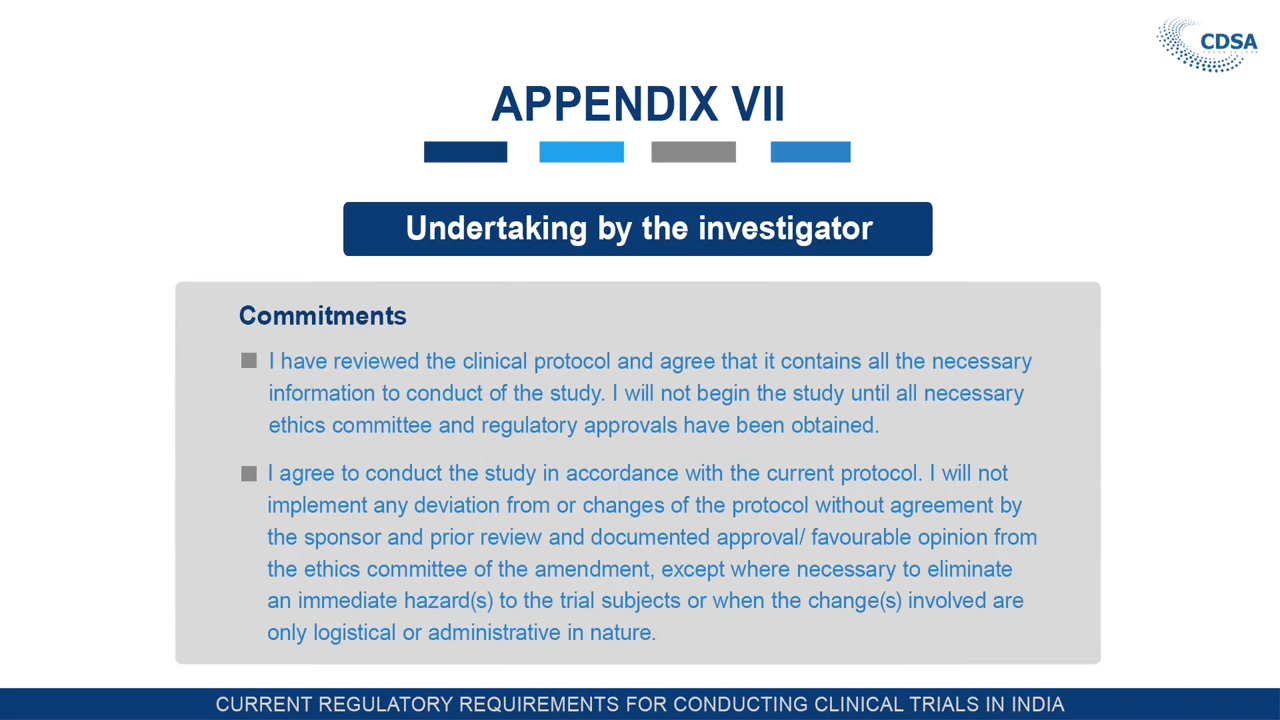 CDSA
APPENDIX VII
Undertaking by the investigator
Commitments
I have reviewed the clinical protocol and agree that it contains all the necessary
information to conduct of the study. I will not begin the study until all necessary
ethics committee and regulatory approvals have been obtained.
I agree to conduct the study in accordance with the current protocol. I will not
implement any deviation from or changes of the protocol without agreement by
the sponsor and prior review and documented approval/ favourable opinion from
the ethics committee of the amendment, except where necessary to eliminate
an immediate hazard(s) to the trial subjects or when the change(s) involved are
only logistical or administrative in nature.
CURRENT REGULATORY REQUIREMENTS FOR CONDUCTING CLINICAL TRIALS IN INDIA